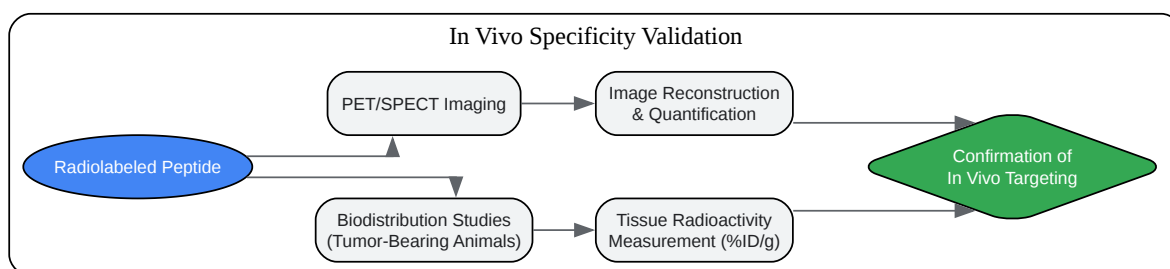 In Vivo Specificity Validation
PET/SPECT Imaging
Image Reconstruction
& Quantification
Radiolabeled Peptide
Confirmation of
In Vivo Targeting
Biodistribution Studies
(Tumor-Bearing Animals)
Tissue Radioactivity
Measurement (%ID/g)